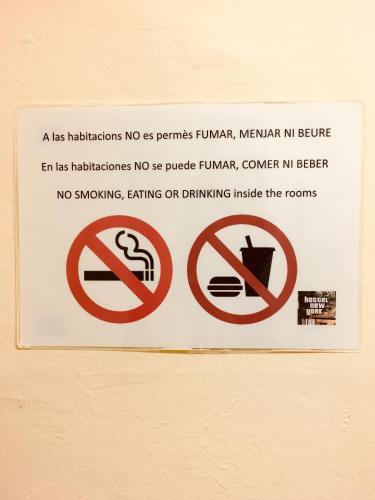 A las habitacions NO es permès FUMAR, MENJAR NI BEURE
En las habitaciones NO se puede FUMAR, COMER NI BEBER
NO SMOKING, EATING OR DRINKING inside the rooms
hostel
new
york